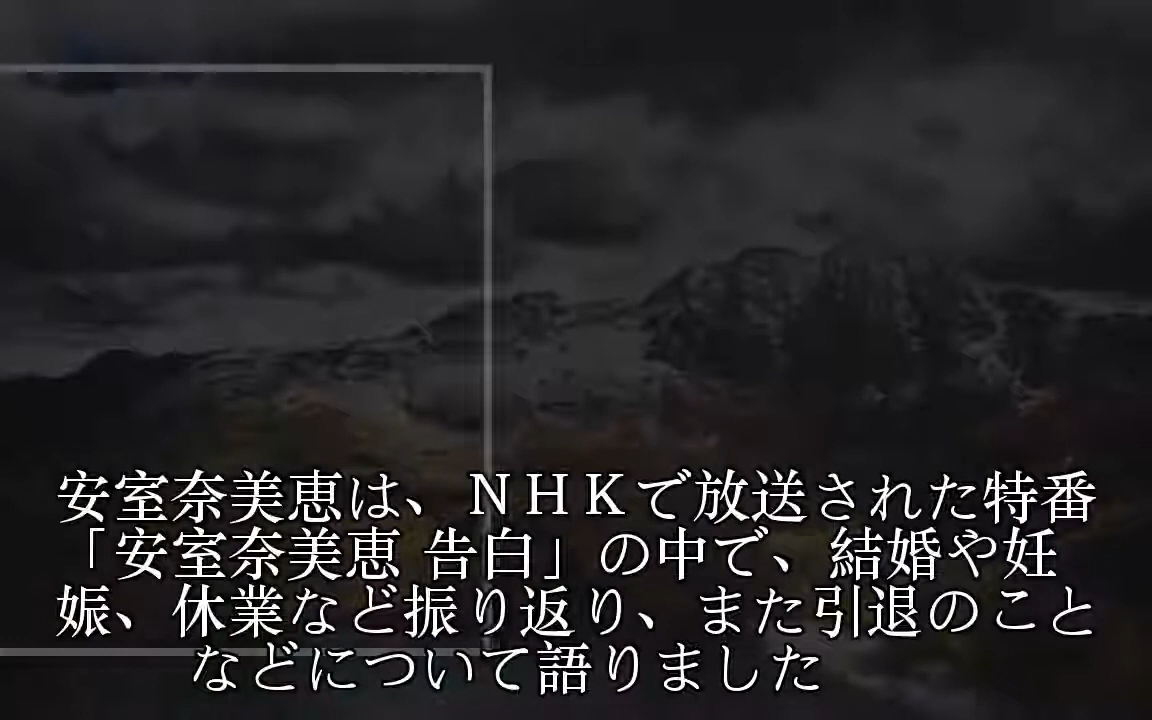 安室奈美恵は、ＮＨＫで放送された特番
「安室奈美恵 告白」の中で、結婚や妊
娠、休業など振り返り、また引退のこと
などについて語りました